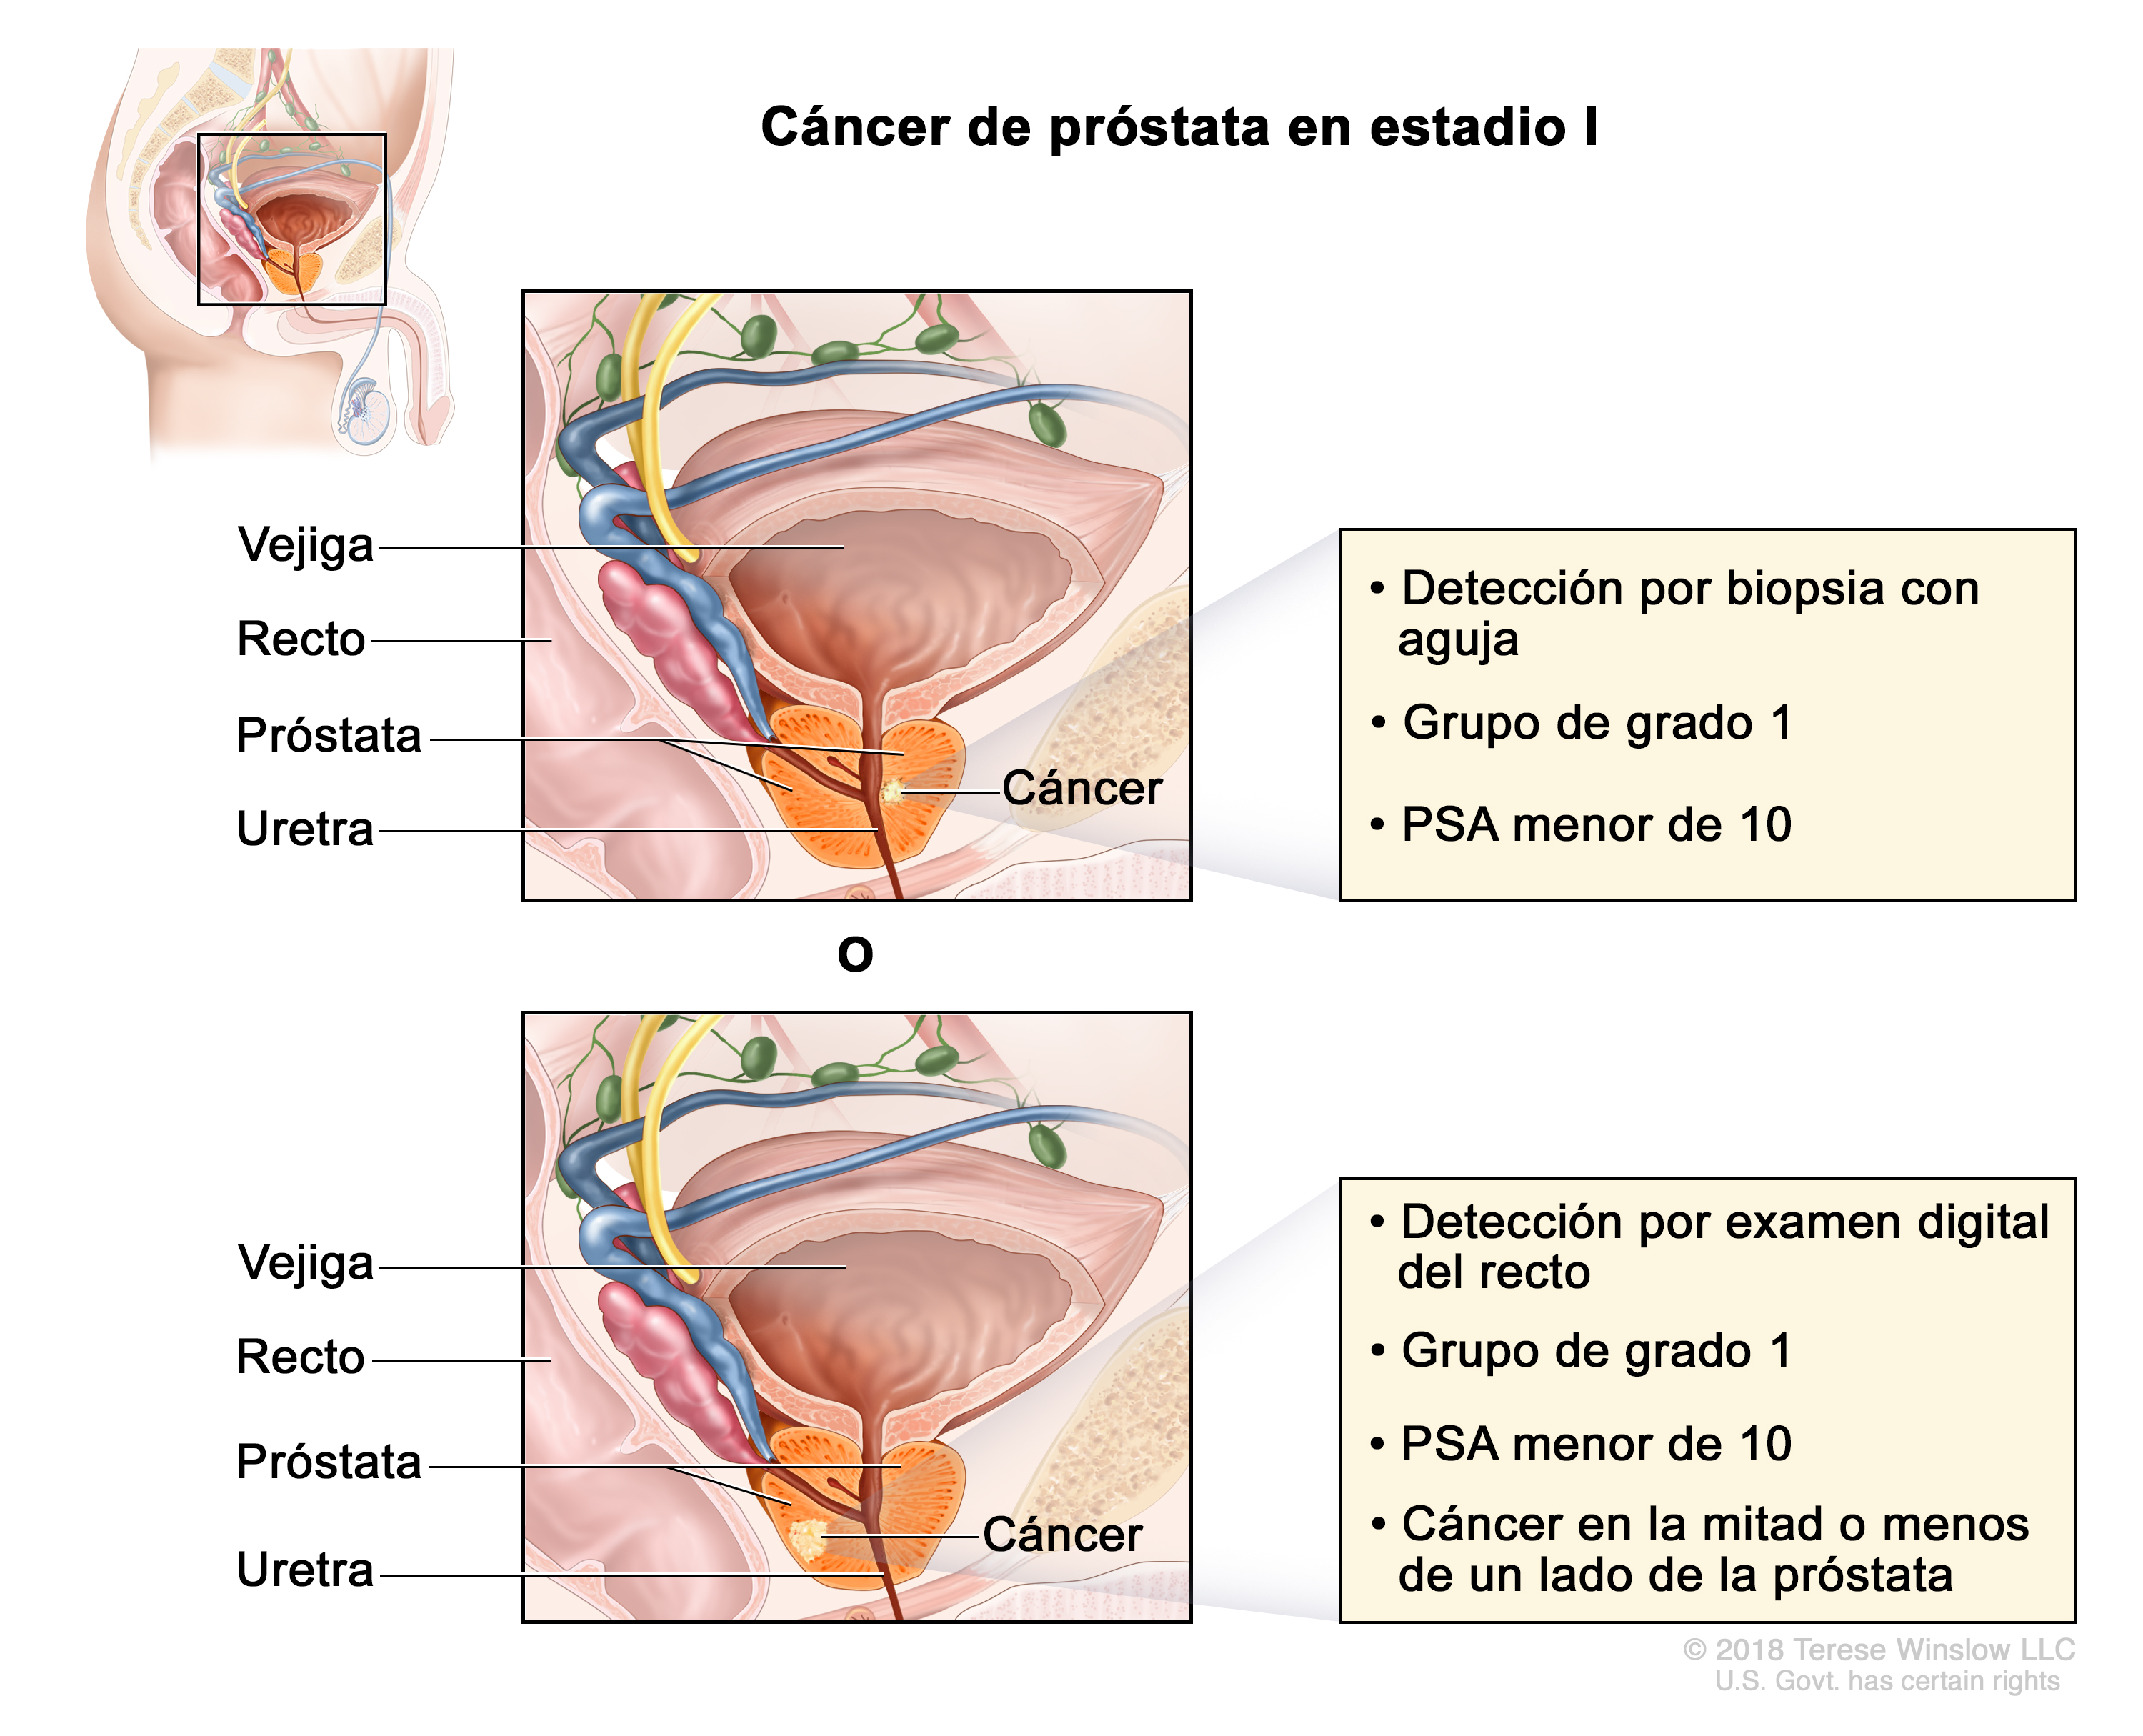 Cáncer de próstata en estadio I
Vejiga
Recto
Próstata
Uretra
Cáncer
• Detección por biopsia con
aguja
• Grupo de grado 1
• PSA menor de 10
O
Vejiga
Recto
Próstata
Uretra
Cáncer
• Detección por examen digital
del recto
• Grupo de grado 1
• PSA menor de 10
• Cáncer en la mitad o menos
de un lado de la próstata
© 2018 Terese Winslow LLC
U.S. Govt. has certain rights